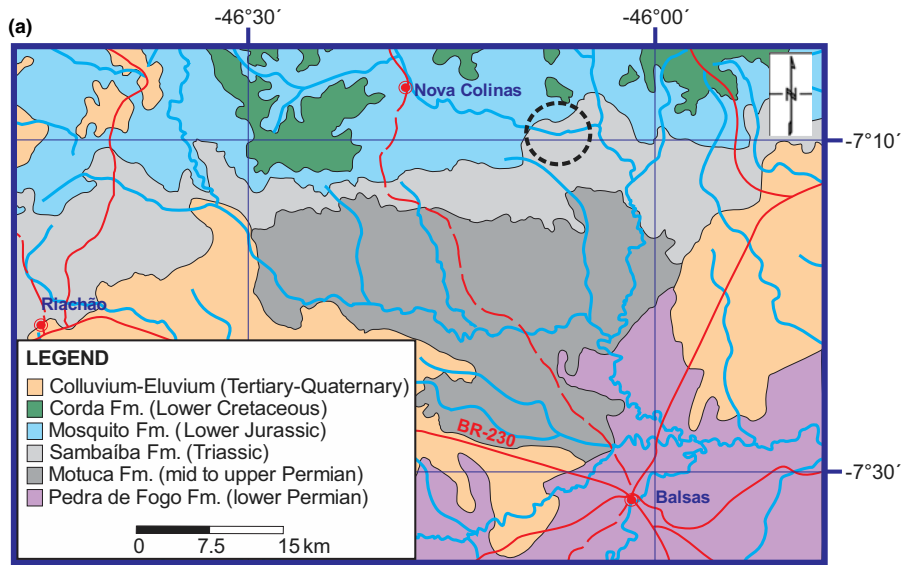 (a)
-46°30'
-46°00'
N
Nova Colinas
-7°10'
Riachão
LEGEND
Colluvium-Eluvium (Tertiary-Quaternary)
Corda Fm. (Lower Cretaceous)
Mosquito Fm. (Lower Jurassic)
Sambaíba Fm. (Triassic)
Motuca Fm. (mid to upper Permian)
Pedra de Fogo Fm. (lower Permian)
0 7.5 15 km
BR-230
-7°30'
Balsas